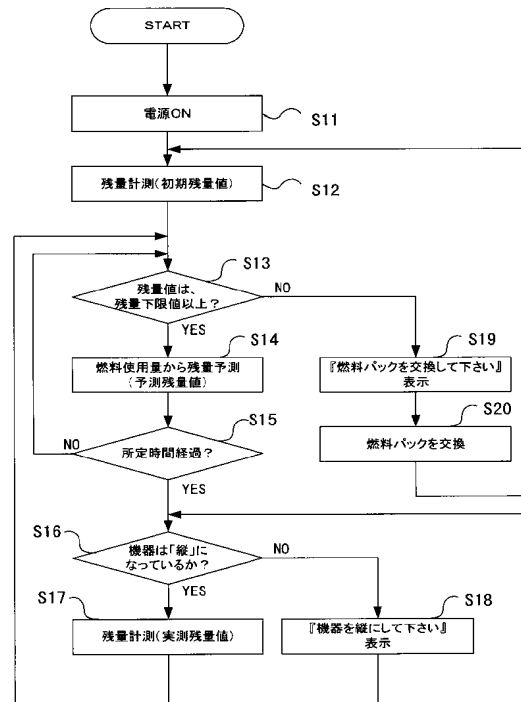 START
電源ON
S11
残量計測(初期残量値)
S12
S13
残量値は、
残量下限値以上?
NO
YES
S14
燃料使用量から残量予測
(予測残量値)
S19
『燃料パックを交換して下さい』
表示
S15
NO
所定時間経過?
YES
S20
燃料パックを交換
S16
機器は「縦」に
なっているか?
NO
YES
S17
残量計測(実測残量値)
S18
『機器を縦にして下さい』
表示